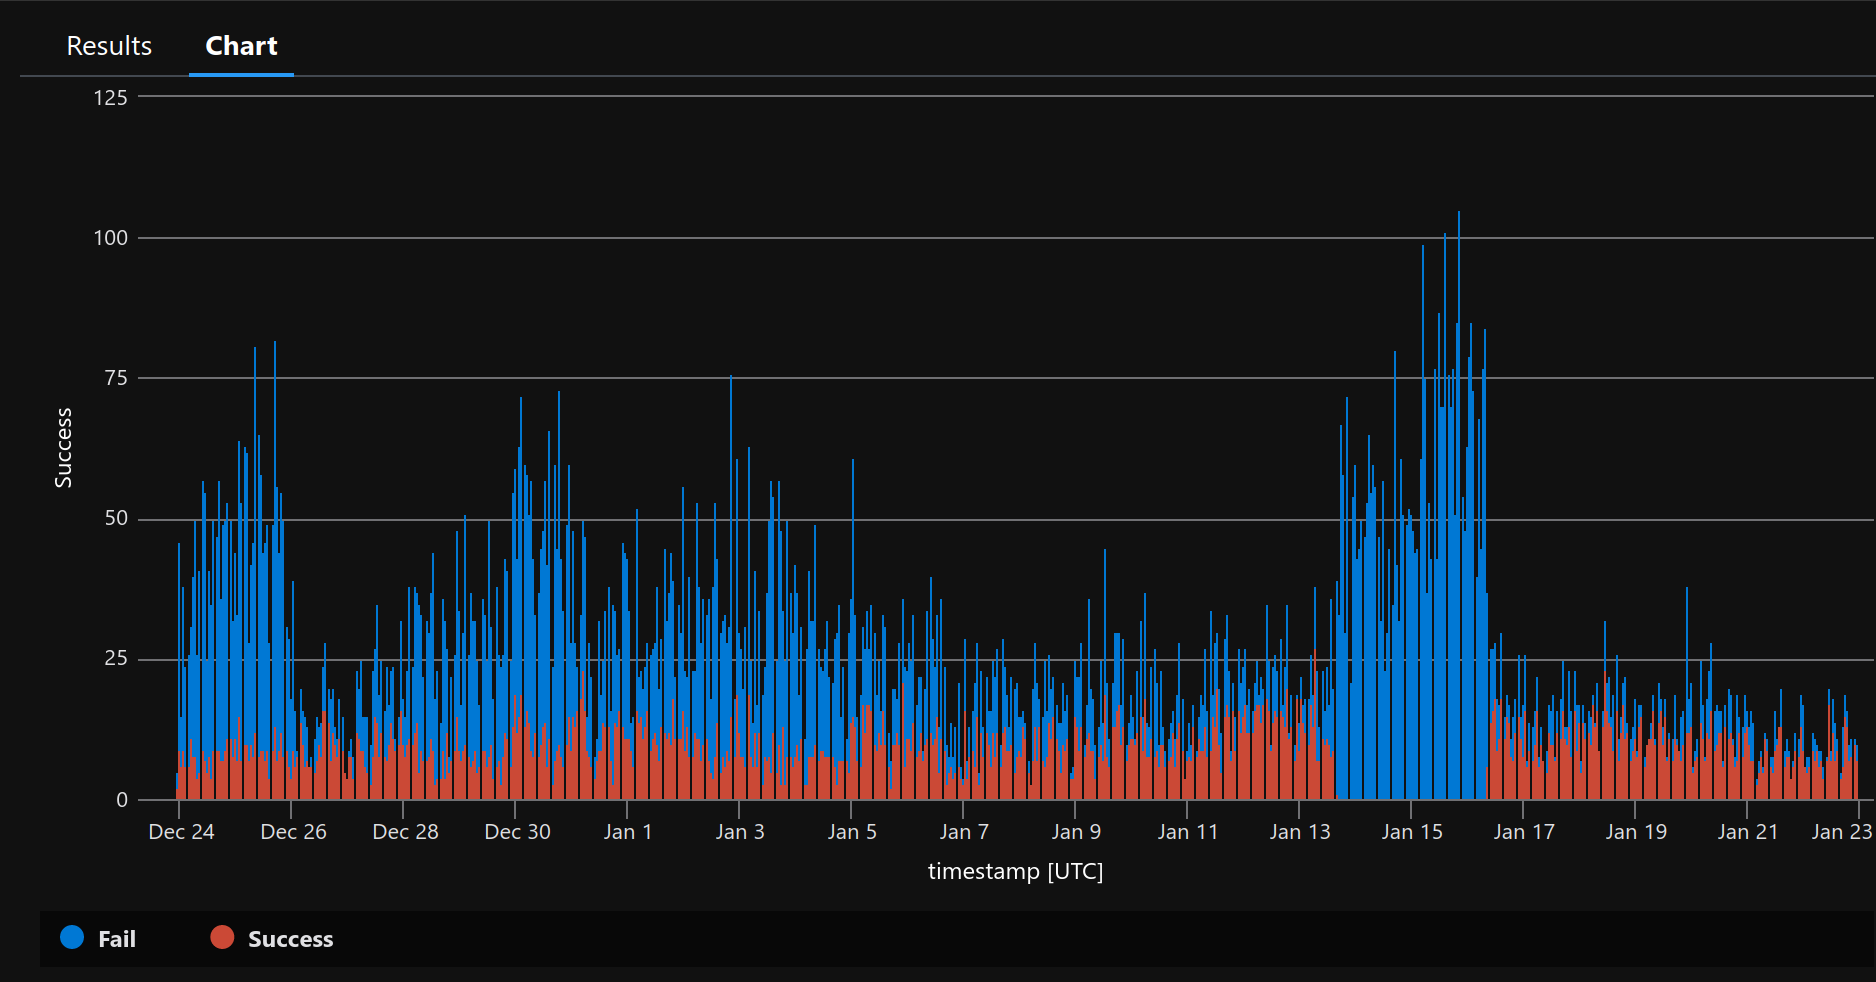 Results Chart
125
100
75
50
25
0
Success
Dec 24 Dec 26 Dec 28 Dec 30 Jan 1 Jan 3 Jan 5 Jan 7 Jan 9 Jan 11 Jan 13 Jan 15 Jan 17 Jan 19 Jan 21 Jan 23
timestamp [UTC]
Fail Success